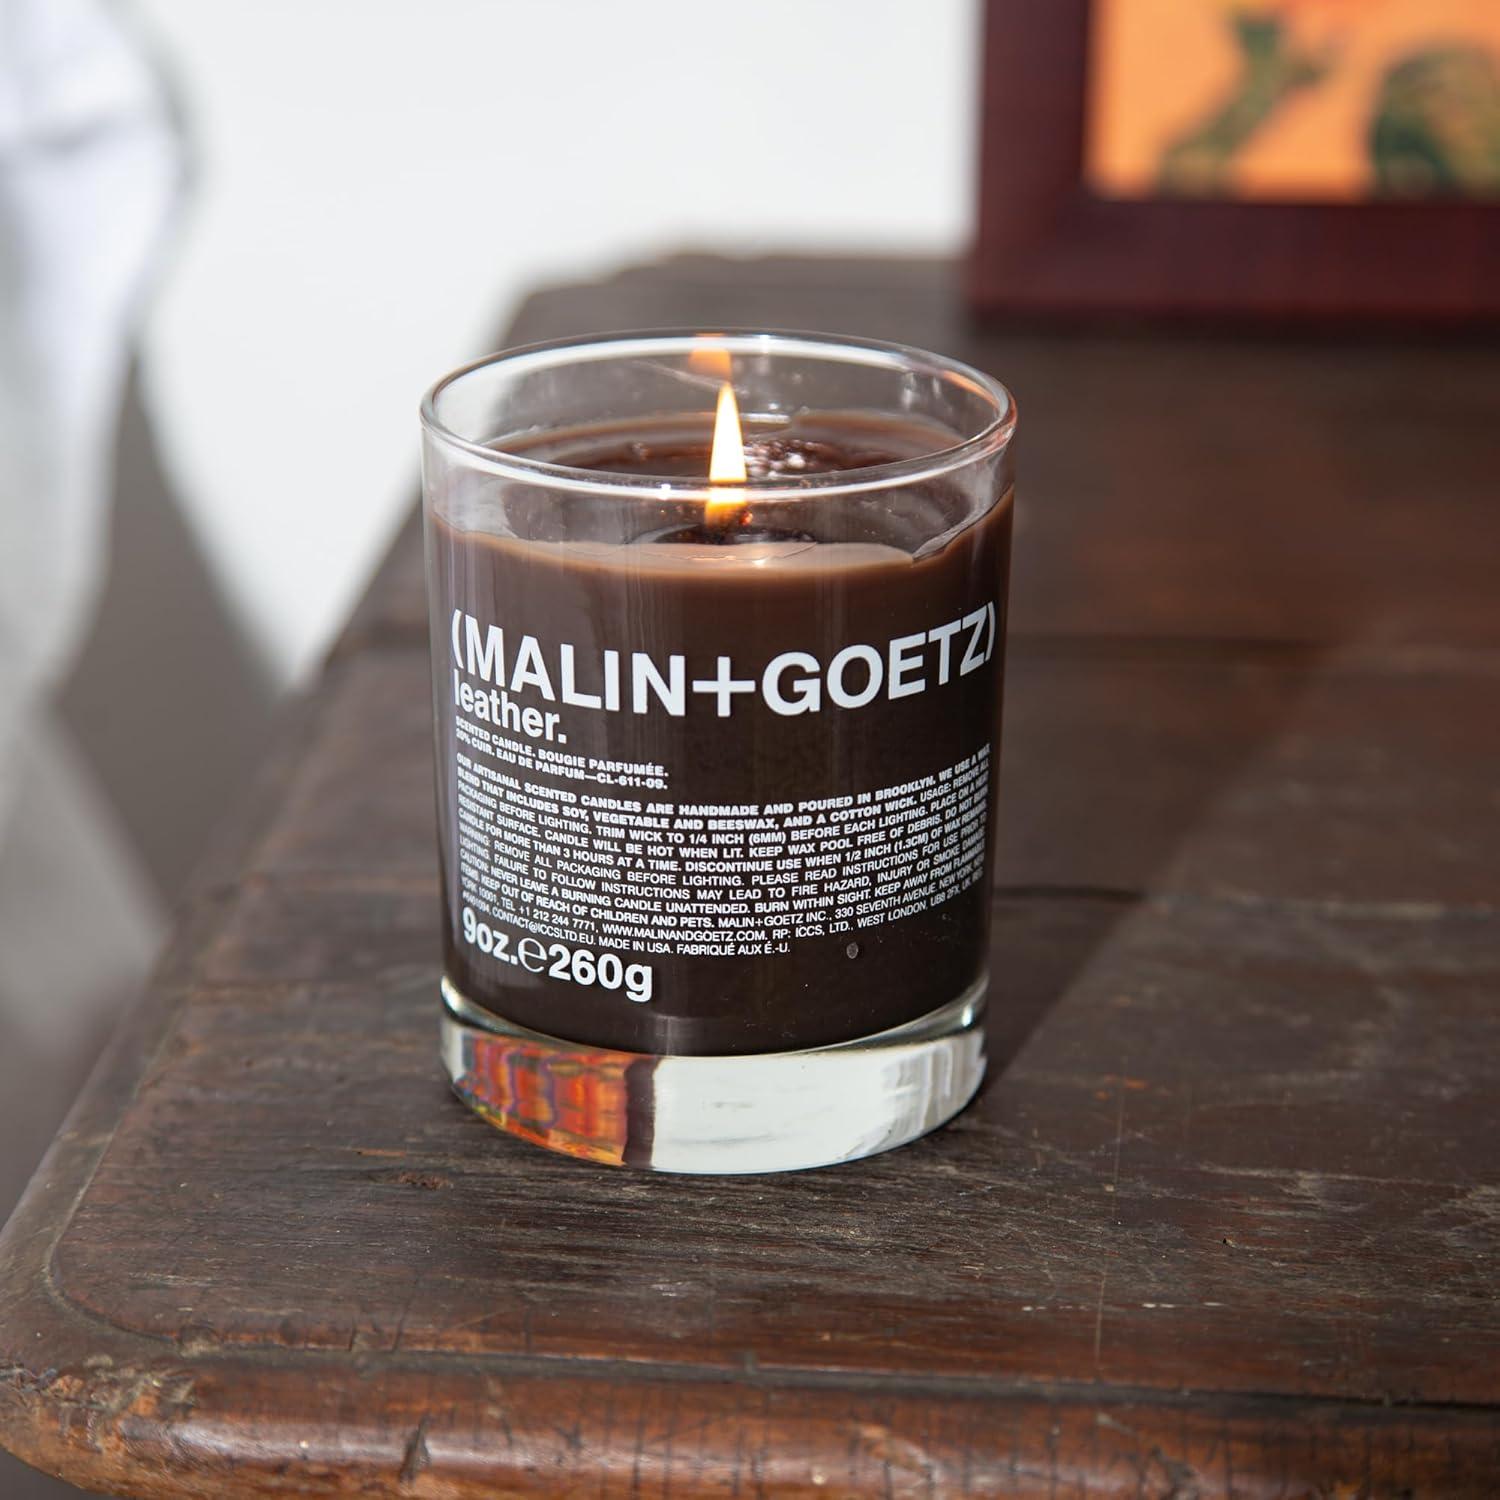 (MALIN+GOETZ)
leather.
SCENTED CANDLE. BOUGIE PARFUMÉE.
20% CUIR. EAU DE PARFUM—CL-611-09.
OUR ARTISANAL SCENTED CANDLES ARE HANDMADE AND POURED IN BROOKLYN. WE USE A WAX
BLEND THAT INCLUDES SOY, VEGETABLE AND BEESWAX, AND A COTTON WICK. USAGE: REMOVE ALL
PACKAGING BEFORE LIGHTING. TRIM WICK TO 1/4 INCH (6MM) BEFORE EACH LIGHTING. PLACE ON A HEAT
RESISTANT SURFACE. CANDLE WILL BE HOT WHEN LIT. KEEP WAX POOL FREE OF DEBRIS. DO NOT BURN
CANDLE FOR MORE THAN 3 HOURS AT A TIME. DISCONTINUE USE WHEN 1/2 INCH (1.3CM) OF WAX REMAINS.
WARNING: REMOVE ALL PACKAGING BEFORE LIGHTING. PLEASE READ INSTRUCTIONS FOR USE PRIOR TO
LIGHTING. FAILURE TO FOLLOW INSTRUCTIONS MAY LEAD TO FIRE HAZARD, INJURY OR SMOKE DAMAGE.
CAUTION: NEVER LEAVE A BURNING CANDLE UNATTENDED. BURN WITHIN SIGHT. KEEP AWAY FROM FLAMMABLE
ITEMS. KEEP OUT OF REACH OF CHILDREN AND PETS. MALIN+GOETZ INC., 330 SEVENTH AVENUE, NEW YORK, NEW
YORK 10001, TEL. +1 212 244 7771, WWW.MALINANDGOETZ.COM. RP: ICCS, LTD., WEST LONDON, UB8 2FX, UK,
CONTACT@ICCSLTD.EU. MADE IN USA. FABRIQUÉ AUX É.-U.
9oz.℮260g